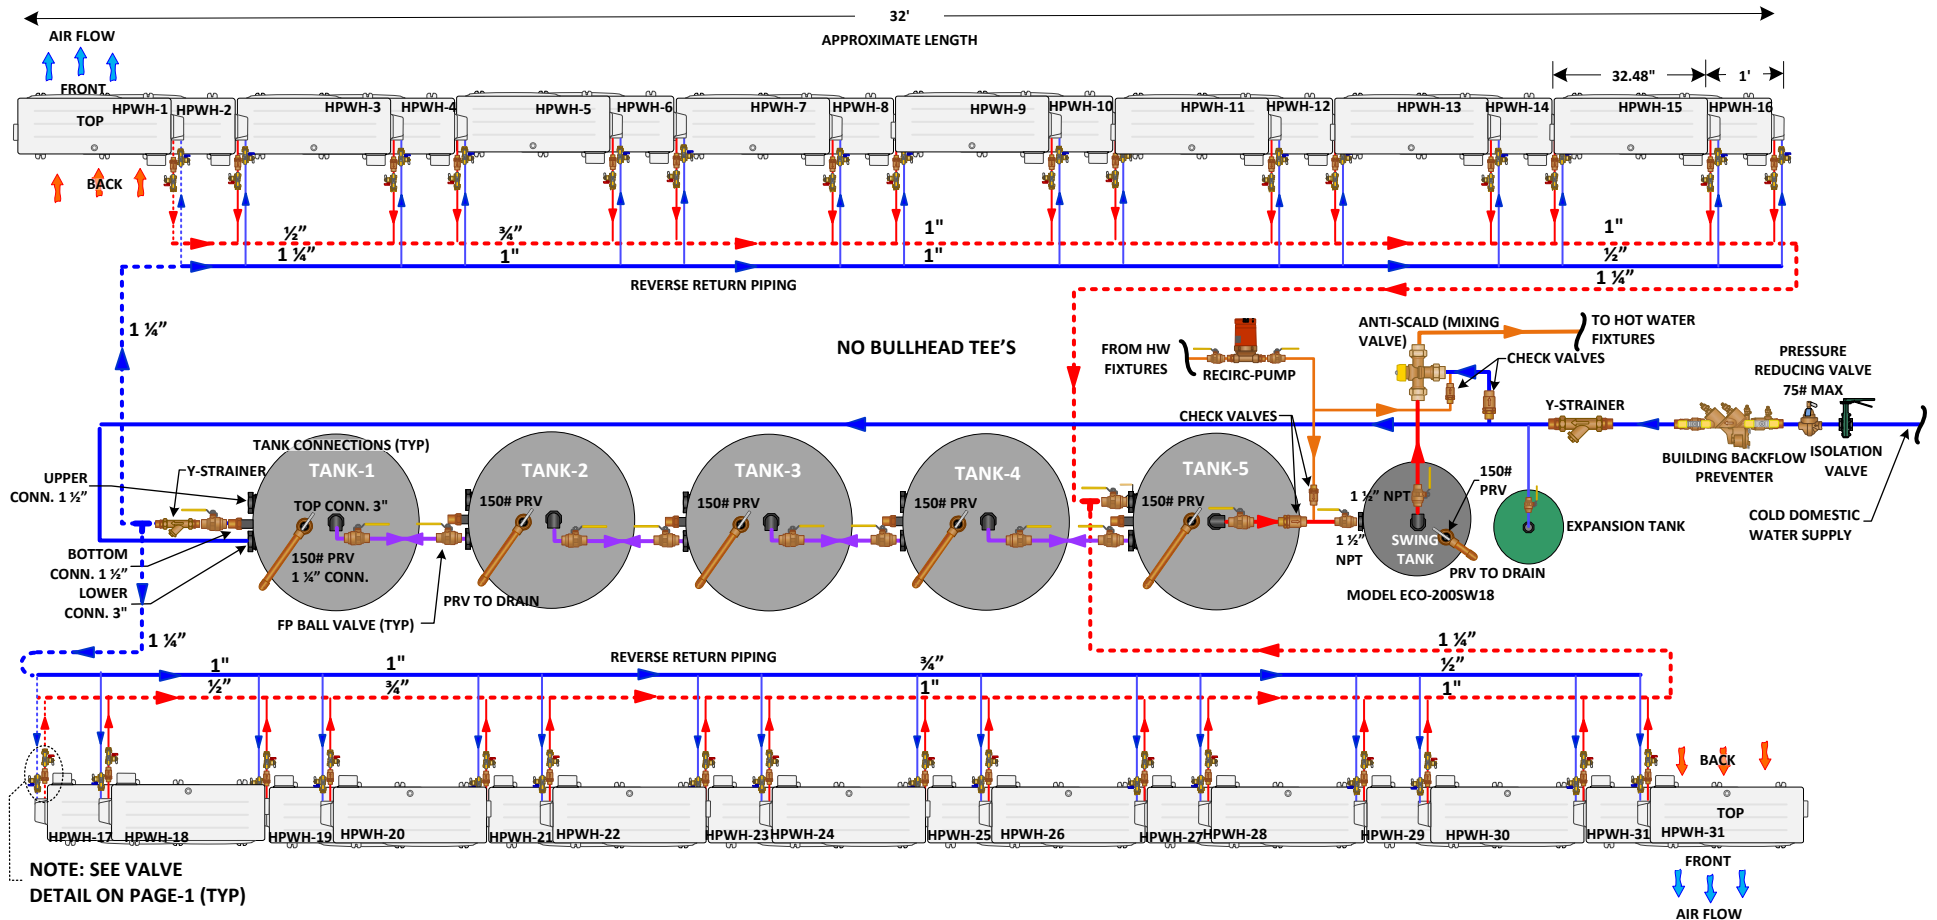 32'
APPROXIMATE LENGTH
AIR FLOW
FRONT
TOP
BACK
HPWH-1
HPWH-2
HPWH-3
HPWH-4
HPWH-5
HPWH-6
HPWH-7
HPWH-8
HPWH-9
HPWH-10
HPWH-11
HPWH-12
HPWH-13
HPWH-14
HPWH-15
HPWH-16
32.48"
1'
½”
¾”
1"
1"
1 ¼”
1"
1"
½”
REVERSE RETURN PIPING
1 ¼”
1 ¼”
NO BULLHEAD TEE'S
FROM HW
FIXTURES
RECIRC-PUMP
ANTI-SCALD (MIXING
VALVE)
TO HOT WATER
FIXTURES
CHECK VALVES
PRESSURE
REDUCING VALVE
75# MAX
Y-STRAINER
CHECK VALVES
BUILDING BACKFLOW
PREVENTER
ISOLATION
VALVE
COLD DOMESTIC
WATER SUPPLY
TANK CONNECTIONS (TYP)
Y-STRAINER
UPPER
CONN. 1 ½”
TANK-1
TOP CONN. 3"
150# PRV
1 ¼” CONN.
BOTTOM
CONN. 1 ½”
LOWER
CONN. 3"
FP BALL VALVE (TYP)
PRV TO DRAIN
TANK-2
150# PRV
TANK-3
150# PRV
TANK-4
150# PRV
TANK-5
150# PRV
1 ½” NPT
1 ½”
NPT
SWING
TANK
150#
PRV
PRV TO DRAIN
MODEL ECO-200SW18
EXPANSION TANK
1 ¼”
1 ¼”
1"
1"
REVERSE RETURN PIPING
¾”
½”
½”
¾”
1"
1"
HPWH-17
HPWH-18
HPWH-19
HPWH-20
HPWH-21
HPWH-22
HPWH-23
HPWH-24
HPWH-25
HPWH-26
HPWH-27
HPWH-28
HPWH-29
HPWH-30
HPWH-31
HPWH-31
BACK
TOP
FRONT
AIR FLOW
NOTE: SEE VALVE
DETAIL ON PAGE-1 (TYP)